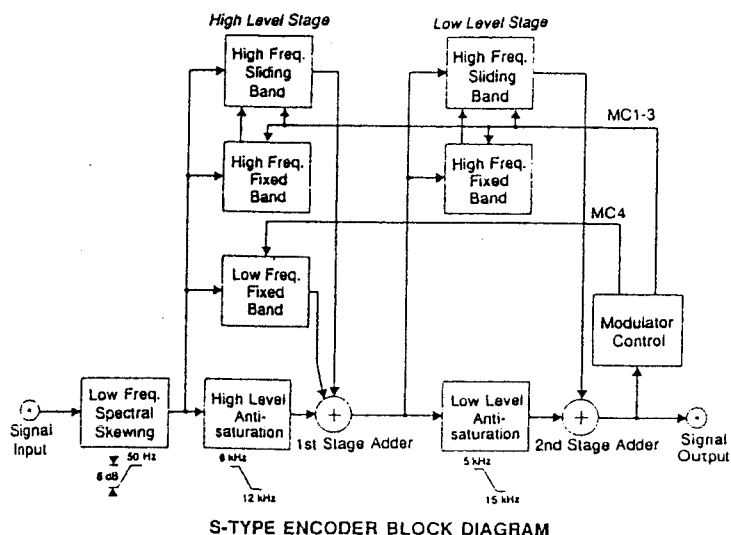 High Level Stage
Low Level Stage
High Freq.
Sliding
Band
High Freq.
Sliding
Band
MC1-3
High Freq.
Fixed
Band
High Freq.
Fixed
Band
MC4
Low Freq.
Fixed
Band
Modulator
Control
Low Freq.
Spectral
Skewing
High Level
Anti-
saturation
+
Low Level
Anti-
saturation
+
Signal
Input
1st Stage Adder
2nd Stage Adder
Signal
Output
50 Hz
6 dB
6 kHz
12 kHz
5 kHz
15 kHz
S-TYPE ENCODER BLOCK DIAGRAM